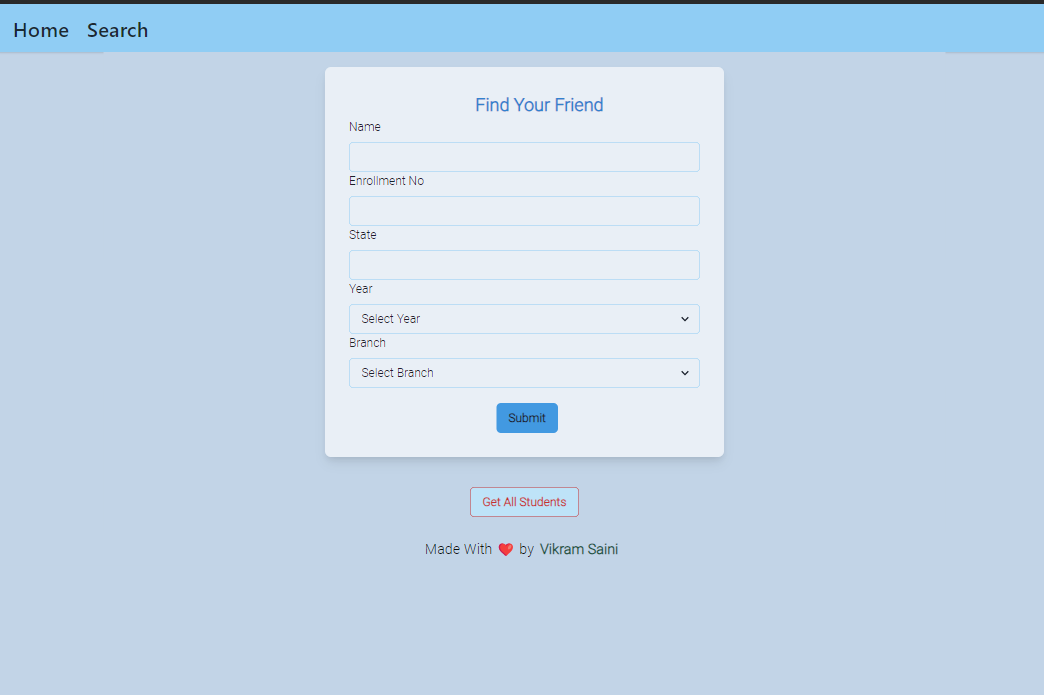 Home Search
Find Your Friend
Name
Enrollment No
State
Year
Select Year
Branch
Select Branch
Submit
Get All Students
Made With ❤️ by Vikram Saini